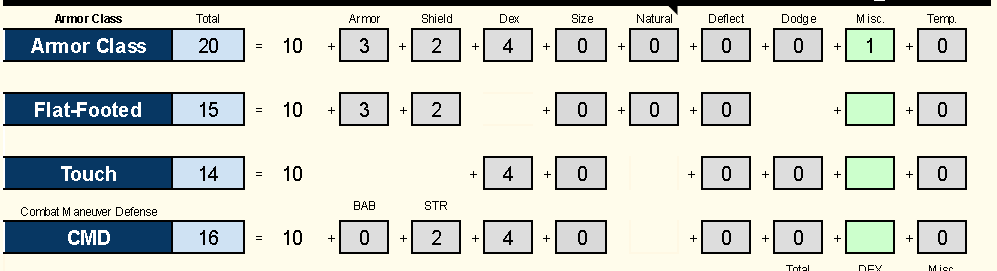 Armor Class Total Armor Shield Dex Size Natural Deflect Dodge Misc. Temp.
Armor Class 20 = 10 + 3 + 2 + 4 + 0 + 0 + 0 + 0 + 1 + 0
Flat-Footed 15 = 10 + 3 + 2 + 0 + 0 + 0 + + 0
Touch 14 = 10 + 4 + 0 + 0 + 0 + + 0
Combat Maneuver Defense BAB STR
CMD 16 = 10 + 0 + 2 + 4 + 0 + 0 + 0 + + 0
Total DEX Misc.